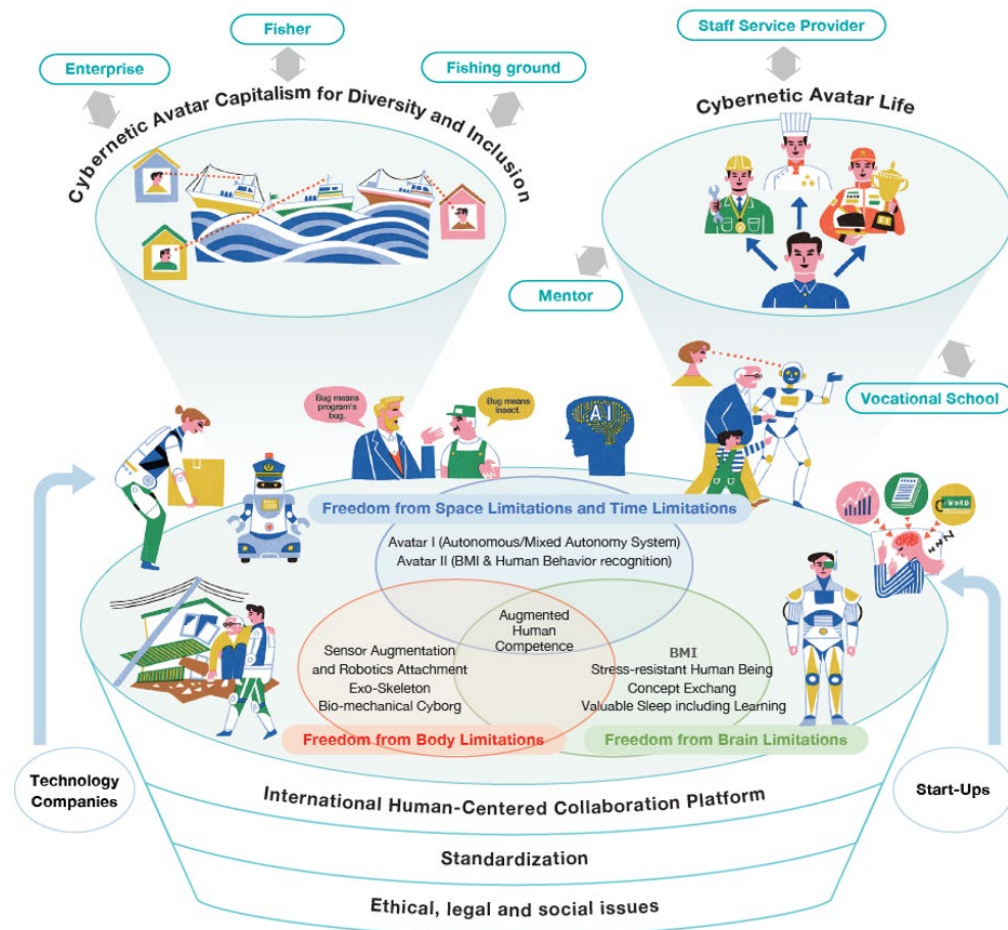 Fisher
Staff Service Provider
Enterprise
Fishing ground
Cybernetic Avatar Capitalism for Diversity and Inclusion
Cybernetic Avatar Life
Mentor
Vocational School
Bug means
program's
bug.
Bug means
insect.
AI
WORD
zzz
Freedom from Space Limitations and Time Limitations
Avatar I (Autonomous/Mixed Autonomy System)
Avatar II (BMI & Human Behavior recognition)
Augmented
Human
Competence
Sensor Augmentation
and Robotics Attachment
Exo-Skeleton
Bio-mechanical Cyborg
BMI
Stress-resistant Human Being
Concept Exchang
Valuable Sleep including Learning
Freedom from Body Limitations
Freedom from Brain Limitations
Technology
Companies
Start-Ups
International Human-Centered Collaboration Platform
Standardization
Ethical, legal and social issues